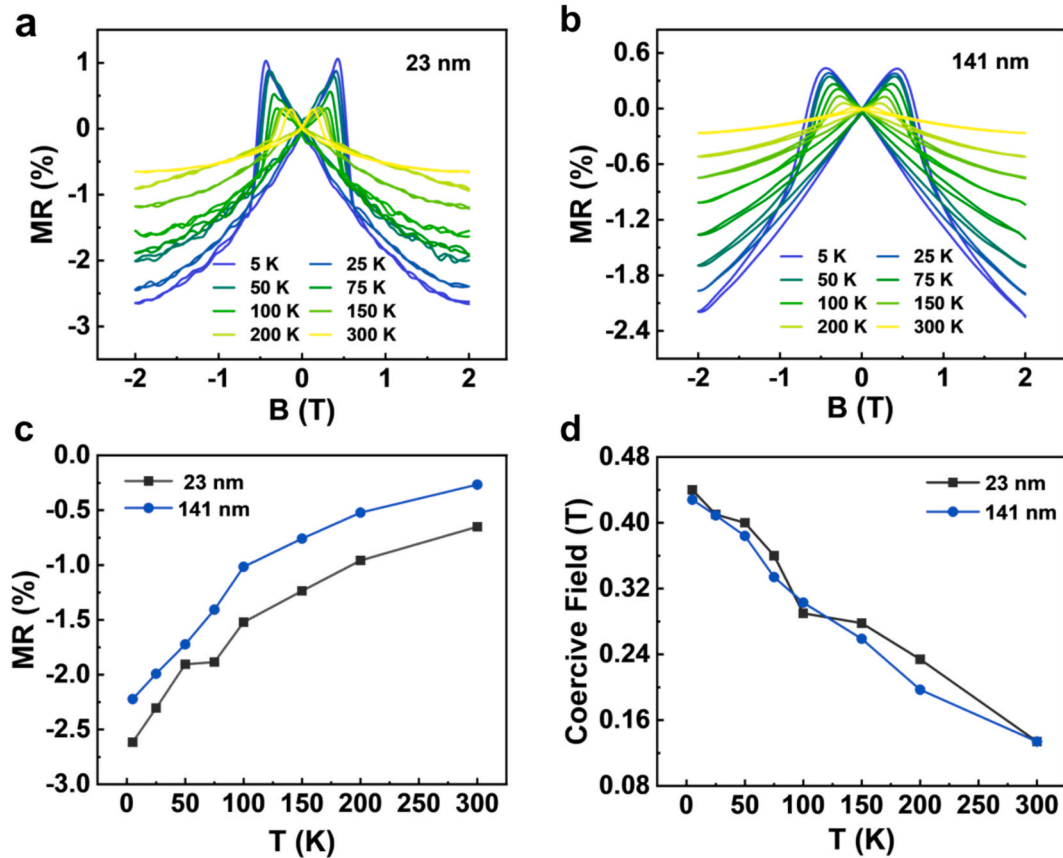 a
23 nm
1
0
-1
-2
-3
MR (%)
5 K 25 K
50 K 75 K
100 K 150 K
200 K 300 K
-2 -1 0 1 2
B (T)
b
141 nm
0.6
0.0
-0.6
-1.2
-1.8
-2.4
MR (%)
5 K 25 K
50 K 75 K
100 K 150 K
200 K 300 K
-2 -1 0 1 2
B (T)
c
23 nm
141 nm
0.0
-0.5
-1.0
-1.5
-2.0
-2.5
-3.0
MR (%)
0 50 100 150 200 250 300
T (K)
d
23 nm
141 nm
0.48
0.40
0.32
0.24
0.16
0.08
Coercive Field (T)
0 50 100 150 200 250 300
T (K)